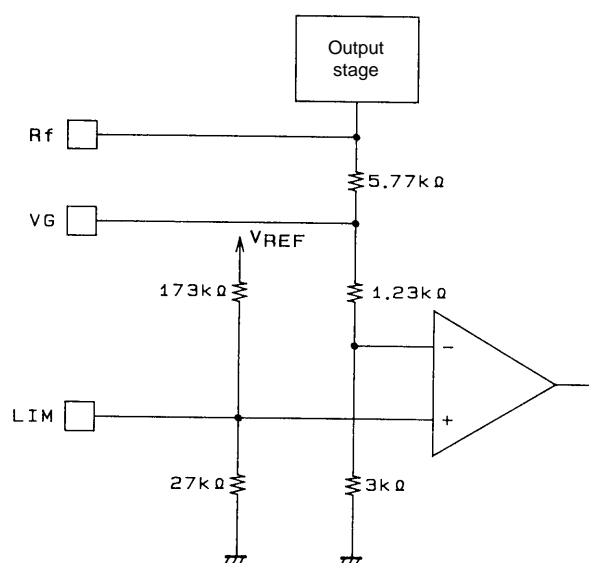 Output
stage
Rf
5.77kΩ
VG
VREF
173kΩ
1.23kΩ
−
LIM
+
27kΩ
3kΩ